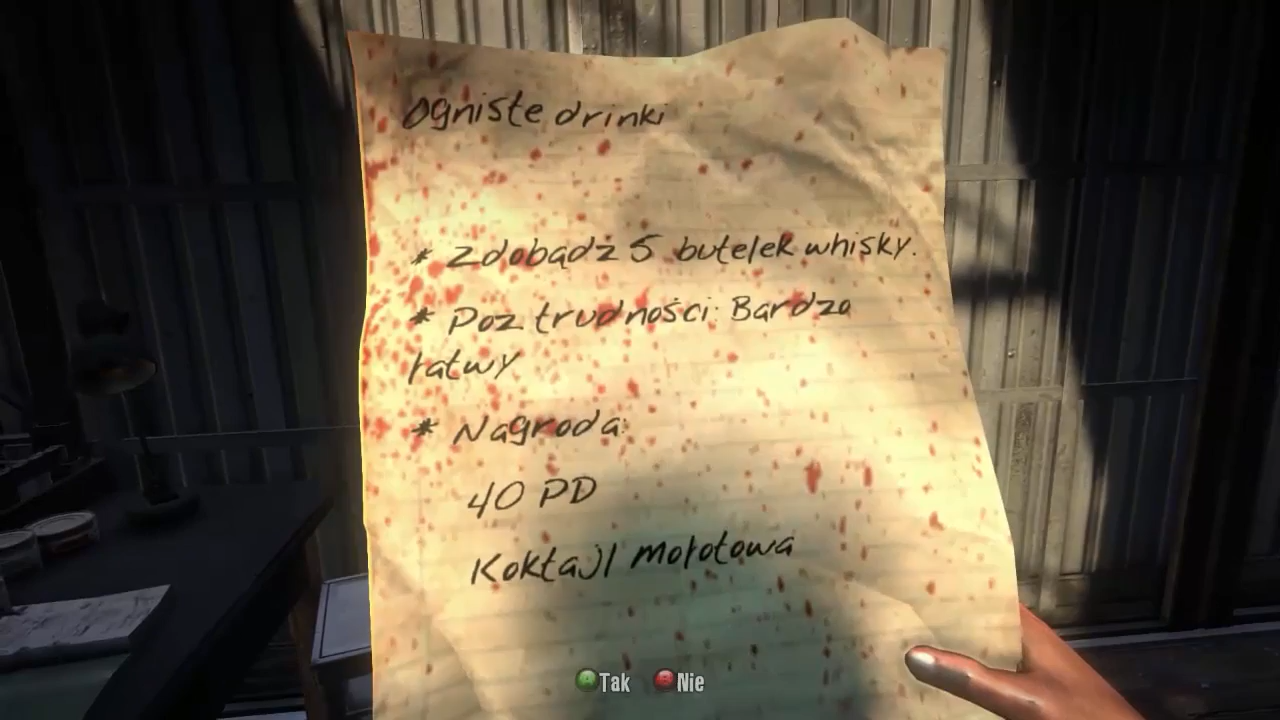 Ogniste drinki
* Zdobądź 5 butelek whisky.
* Poz trudności: Bardzo
łatwy
* Nagroda:
40 PD
Koktajl mołotowa
Tak Nie